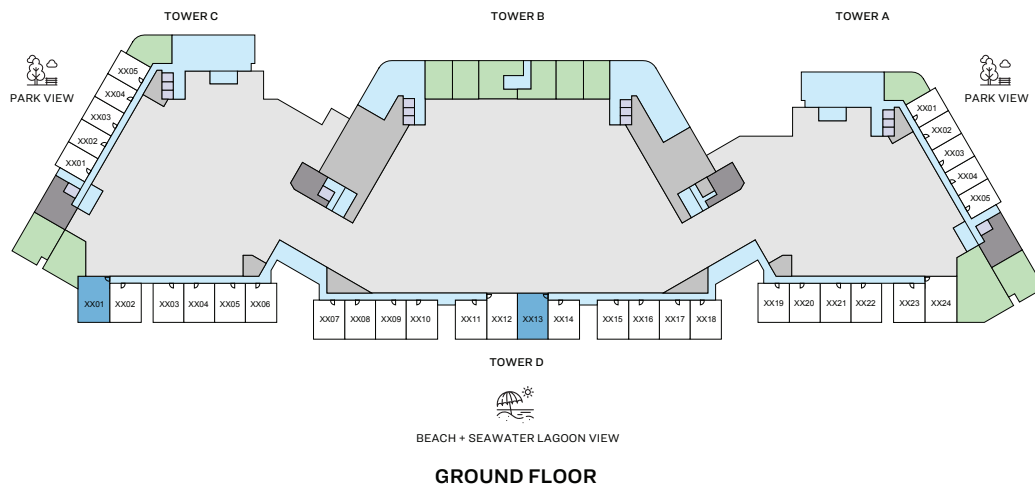 TOWER C
TOWER B
TOWER A
PARK VIEW
PARK VIEW
XX05
XX04
XX03
XX02
XX01
XX01
XX02
XX03
XX04
XX05
XX01
XX02
XX03
XX04
XX05
XX06
XX07
XX08
XX09
XX10
XX11
XX12
XX13
XX14
XX15
XX16
XX17
XX18
XX19
XX20
XX21
XX22
XX23
XX24
TOWER D
BEACH + SEAWATER LAGOON VIEW
GROUND FLOOR